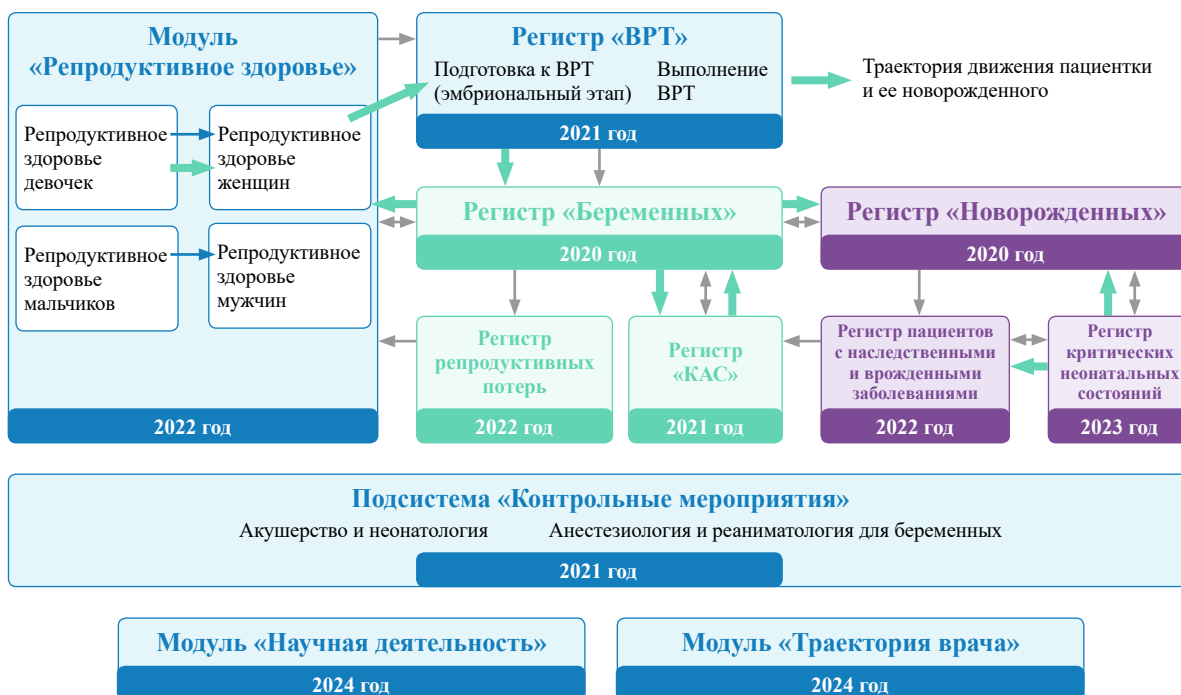 Модуль
«Репродуктивное здоровье»
Репродуктивное
здоровье
девочек
Репродуктивное
здоровье
женщин
Репродуктивное
здоровье
мальчиков
Репродуктивное
здоровье
мужчин
2022 год
Регистр «ВРТ»
Подготовка к ВРТ
(эмбриональный этап)
Выполнение
ВРТ
2021 год
Траектория движения пациентки
и ее новорожденного
Регистр «Беременных»
2020 год
Регистр «Новорожденных»
2020 год
Регистр
репродуктивных
потерь
2022 год
Регистр
«КАС»
2021 год
Регистр пациентов
с наследственными
и врожденными
заболеваниями
2022 год
Регистр
критических
неонатальных
состояний
2023 год
Подсистема «Контрольные мероприятия»
Акушерство и неонатология
Анестезиология и реаниматология для беременных
2021 год
Модуль «Научная деятельность»
2024 год
Модуль «Траектория врача»
2024 год